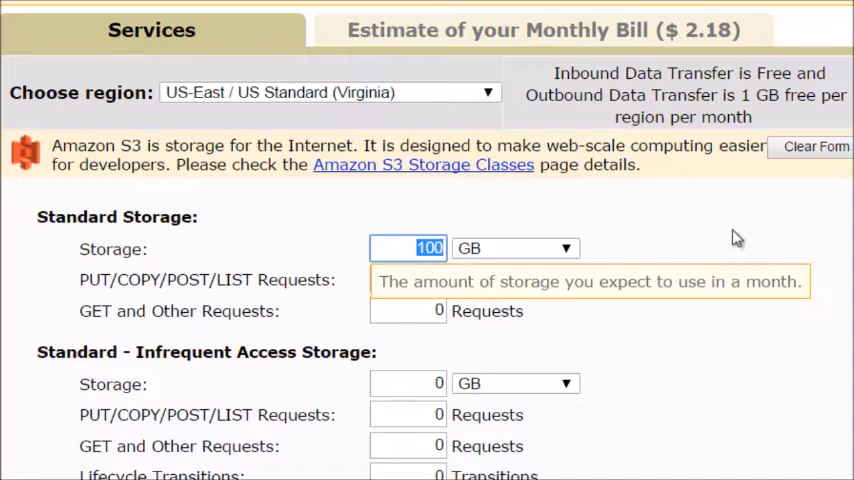 Services
Estimate of your Monthly Bill ($ 2.18)
Choose region:
US-East / US Standard (Virginia)
Inbound Data Transfer is Free and
Outbound Data Transfer is 1 GB free per
region per month
Amazon S3 is storage for the Internet. It is designed to make web-scale computing easier
for developers. Please check the Amazon S3 Storage Classes page details.
Clear Form
Standard Storage:
Storage: 100 GB
PUT/COPY/POST/LIST Requests:
The amount of storage you expect to use in a month.
GET and Other Requests: 0 Requests
Standard - Infrequent Access Storage:
Storage: 0 GB
PUT/COPY/POST/LIST Requests: 0 Requests
GET and Other Requests: 0 Requests
Lifecycle Transitions: 0 Transitions